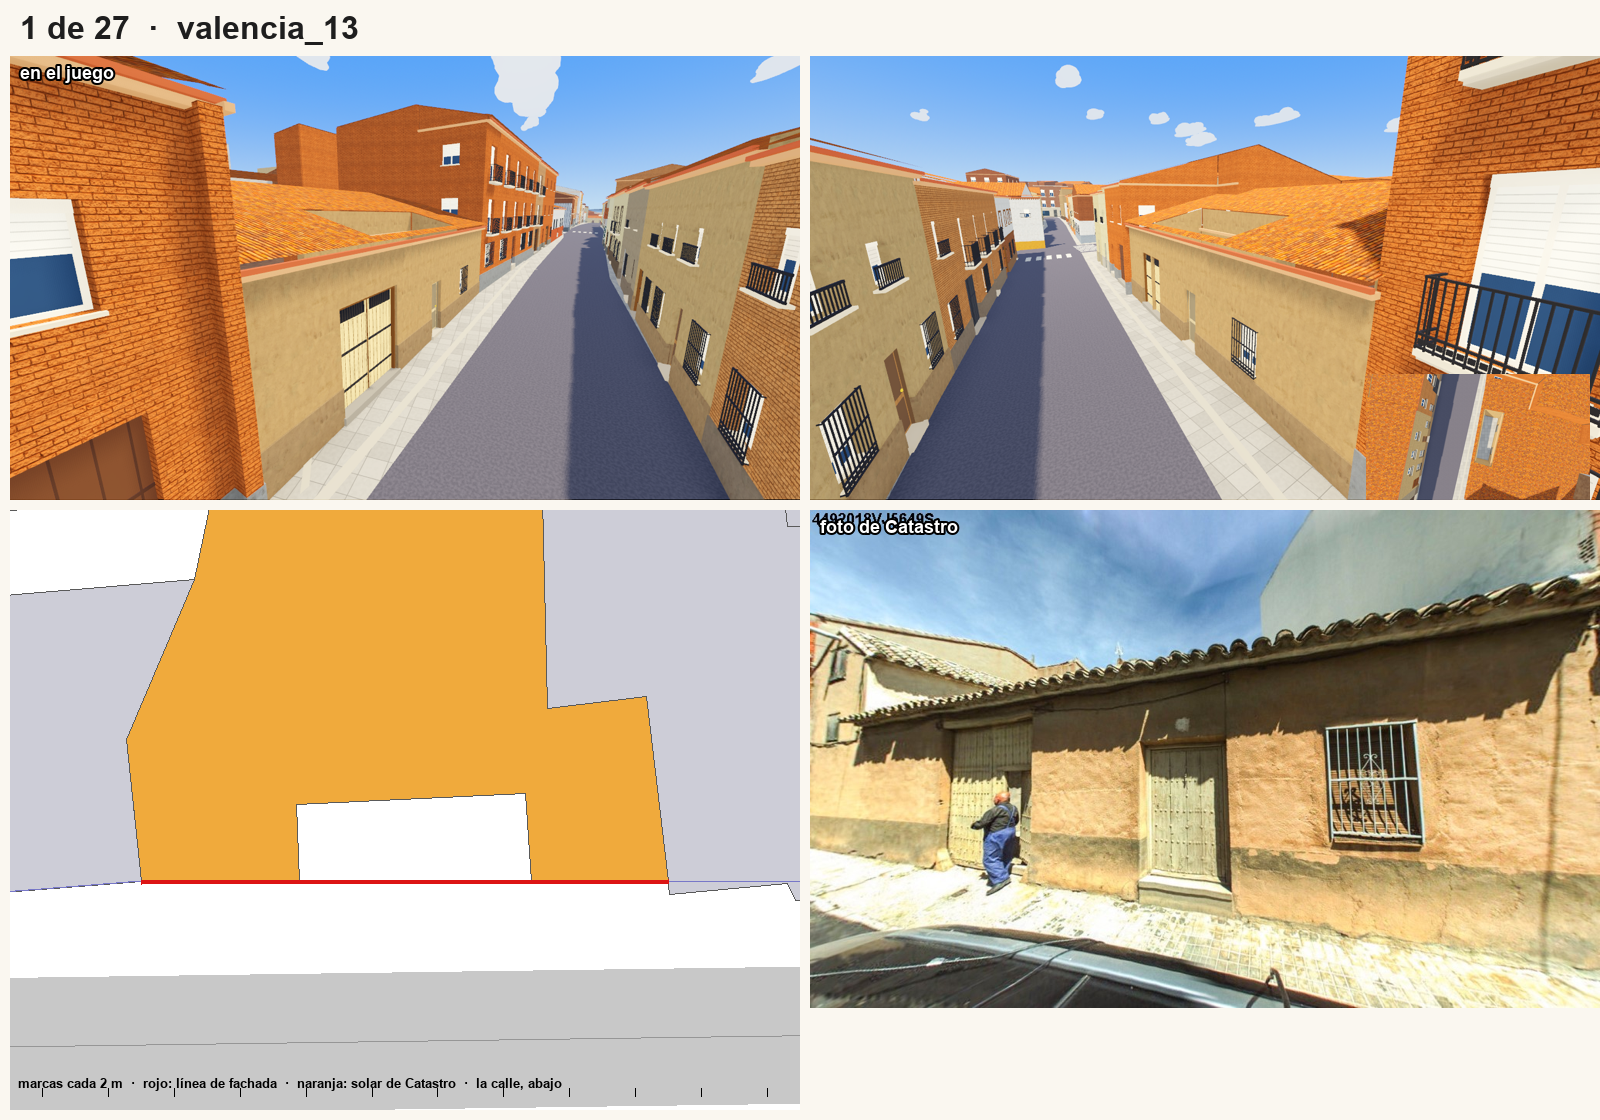 1 de 27 · valencia_13
en el juego
4492018VJ5649S
foto de Catastro
marcas cada 2 m · rojo: línea de fachada · naranja: solar de Catastro · la calle, abajo